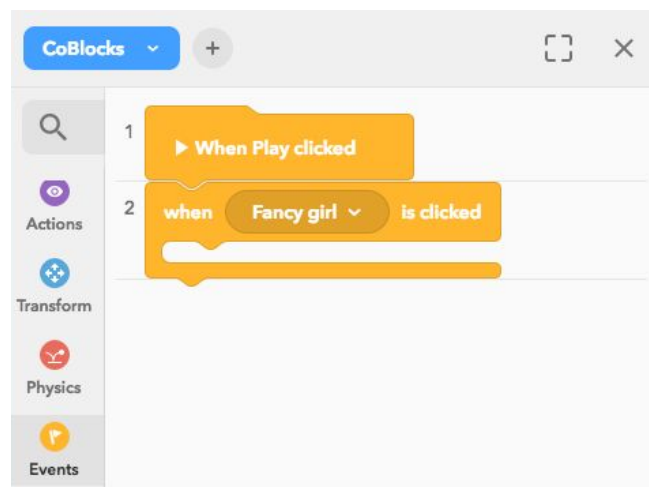 CoBlocks
+
1
When Play clicked
2
when Fancy girl is clicked
Actions
Transform
Physics
Events